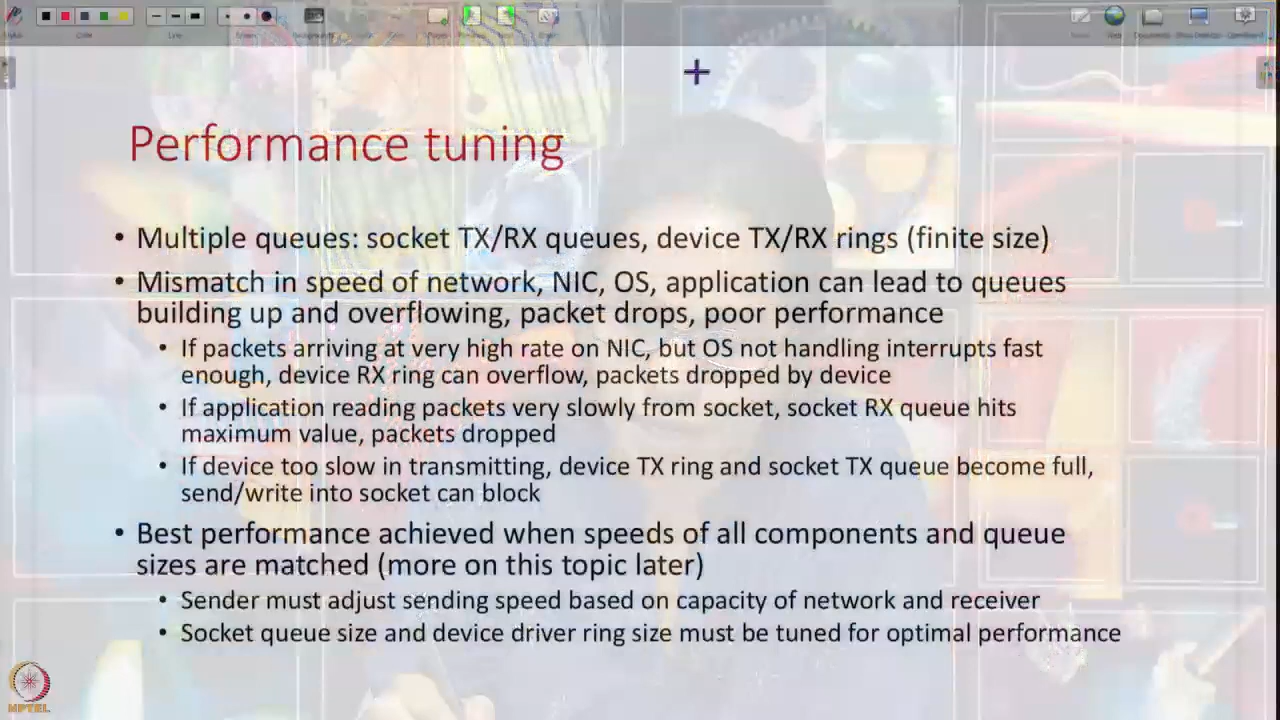 Performance tuning
• Multiple queues: socket TX/RX queues, device TX/RX rings (finite size)
• Mismatch in speed of network, NIC, OS, application can lead to queues
building up and overflowing, packet drops, poor performance
• If packets arriving at very high rate on NIC, but OS not handling interrupts fast
enough, device RX ring can overflow, packets dropped by device
• If application reading packets very slowly from socket, socket RX queue hits
maximum value, packets dropped
• If device too slow in transmitting, device TX ring and socket TX queue become full,
send/write into socket can block
• Best performance achieved when speeds of all components and queue
sizes are matched (more on this topic later)
• Sender must adjust sending speed based on capacity of network and receiver
• Socket queue size and device driver ring size must be tuned for optimal performance
NPTEL